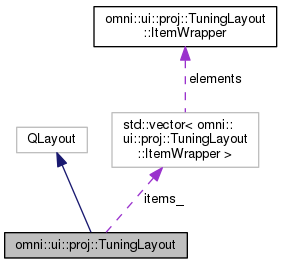 omni::ui::proj::TuningLayout
::ItemWrapper
elements
std::vector< omni::
ui::proj::TuningLayout
::ItemWrapper >
QLayout
items_
omni::ui::proj::TuningLayout